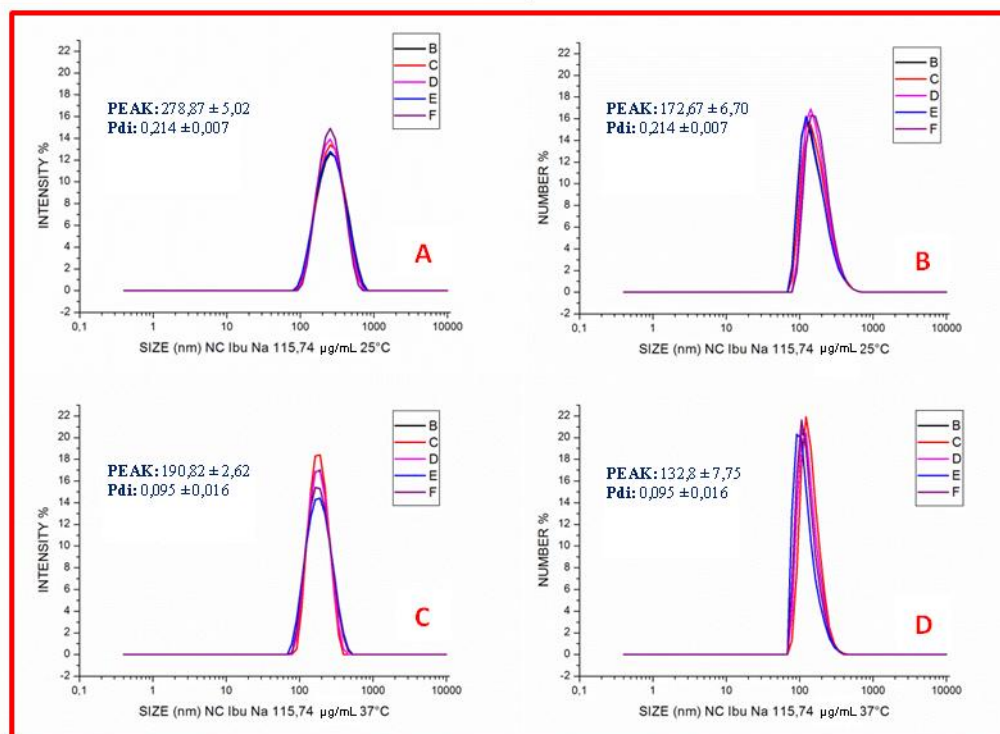 22
20
18
16
14
12
10
8
6
4
2
0
-2
INTENSITY %
B
C
D
E
F
PEAK: 278,87 ± 5,02
Pdi: 0,214 ±0,007
A
0,1 1 10 100 1000 10000
SIZE (nm) NC Ibu Na 115,74 µg/mL 25°C
22
20
18
16
14
12
10
8
6
4
2
0
-2
NUMBER %
B
C
D
E
F
PEAK: 172,67 ± 6,70
Pdi: 0,214 ±0,007
B
0,1 1 10 100 1000 10000
SIZE (nm) NC Ibu Na 115,74 µg/mL 25°C
22
20
18
16
14
12
10
8
6
4
2
0
-2
INTENSITY %
B
C
D
E
F
PEAK: 190,82 ± 2,62
Pdi: 0,095 ±0,016
C
0,1 1 10 100 1000 10000
SIZE (nm) NC Ibu Na 115,74 µg/mL 37°C
22
20
18
16
14
12
10
8
6
4
2
0
-2
NUMBER %
B
C
D
E
F
PEAK: 132,8 ± 7,75
Pdi: 0,095 ±0,016
D
0,1 1 10 100 1000 10000
SIZE (nm) NC Ibu Na 115,74 µg/mL 37°C